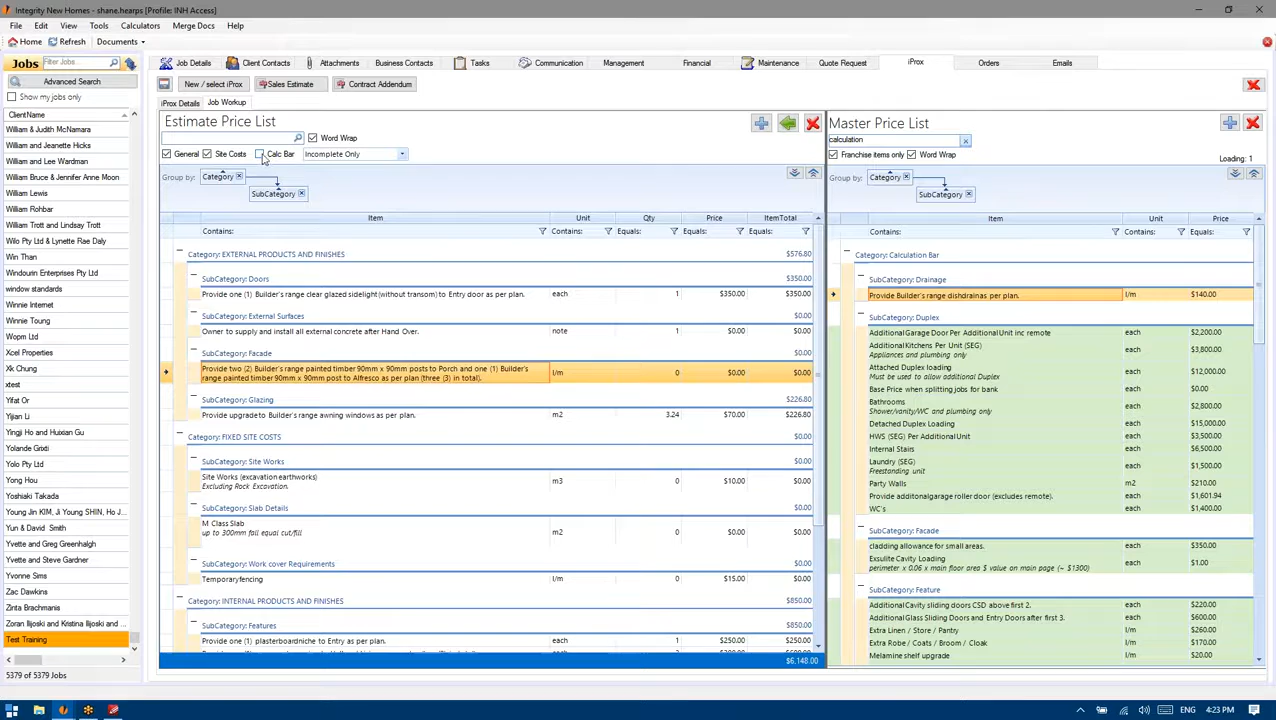 Integrity New Homes - shane.hearps [Profile: INH Access]
File Edit View Tools Calculators Merge Docs Help
Home Refresh Documents
Jobs Filter Jobs
Advanced Search
Show my jobs only
ClientName
William & Judith McNamara
William and Jeanette Hicks
William and Lee Wardman
William Bruce & Jennifer Anne Moon
William Lewis
William Rohbar
William Trott and Lindsay Trott
Wilo Pty Ltd & Lynette Rae Daly
Win Than
Windourin Enterprises Pty Ltd
window standards
Winnie Internt
Winnie Toung
Wopm Ltd
Xcel Properties
Xk Chung
xtest
Yifat Or
Yijian Li
Yingji Ho and Huixian Gu
Yolande Grixti
Yolo Pty Ltd
Yong Hou
Yoshiaki Takada
Young Jin KIM, Ji Young SHIN, Ho J...
Yun & David Smith
Yvette and Greg Greenhalgh
Yvette and Steve Gardner
Yvonne Sims
Zac Dawkins
Zinta Brachmanis
Zoran Ilijoski and Kristina Ilijoski and ...
Test Training
5379 of 5379 Jobs
Job Details Client Contacts Attachments Business Contacts Tasks Communication Management Financial Maintenance Quote Request iProx Orders Emails
New / select iProx Sales Estimate Contract Addendum
iProx Details Job Workup
Estimate Price List
Word Wrap
General Site Costs Calc Bar Incomplete Only
Group by: Category
SubCategory
Item Unit Qty Price ItemTotal
Contains: Contains: Equals: Equals: Equals:
Category: EXTERNAL PRODUCTS AND FINISHES $576.80
SubCategory: Doors $350.00
Provide one (1) Builder's range clear glazed sidelight (without transom) to Entry door as per plan. each 1 $350.00 $350.00
SubCategory: External Surfaces $0.00
Owner to supply and install all external concrete after Hand Over. note 1 $0.00 $0.00
SubCategory: Facade $0.00
Provide two (2) Builder's range painted timber 90mm x 90mm posts to Porch and one (1) Builder's
range painted timber 90mm x 90mm post to Alfresco as per plan (three (3) in total). l/m 0 $0.00 $0.00
SubCategory: Glazing $226.80
Provide upgrade to Builder's range awning windows as per plan. m2 3.24 $70.00 $226.80
Category: FIXED SITE COSTS $0.00
SubCategory: Site Works $0.00
Site Works (excavation earthworks)
Excluding Rock Excavation. m3 0 $10.00 $0.00
SubCategory: Slab Details $0.00
M Class Slab
up to 300mm fall equal cut/fill m2 0 $0.00 $0.00
SubCategory: Work cover Requirements $0.00
Temporary fencing l/m 0 $15.00 $0.00
Category: INTERNAL PRODUCTS AND FINISHES $850.00
SubCategory: Features $850.00
Provide one (1) plasterboard niche to Entry as per plan. each 1 $250.00 $250.00
$6,148.00
Master Price List
calculation
Franchise items only Word Wrap Loading: 1
Group by: Category
SubCategory
Item Unit Price
Contains: Contains: Equals:
Category: Calculation Bar
SubCategory: Drainage
Provide Builder's range dishdrainas per plan. l/m $140.00
SubCategory: Duplex
Additional Garage Door Per Additional Unit inc remote each $2,200.00
Additional Kitchens Per Unit (SEG)
Appliances and plumbing only each $3,800.00
Attached Duplex loading
Must be used to allow additional Duplex each $12,000.00
Base Price when splitting jobs for bank each $0.00
Bathrooms
Shower/vanity/WC and plumbing only each $2,800.00
Detached Duplex Loading each $15,000.00
HWS (SEG) Per Additional Unit each $3,500.00
Internal Stairs each $6,500.00
Laundry (SEG)
Freestanding unit each $1,500.00
Party Walls m2 $210.00
Provide additonal garage roller door (excludes remote). each $1,601.94
WC's each $1,400.00
SubCategory: Facade
cladding allowance for small areas. each $350.00
Exsulite Cavity Loading
perimeter x 0.06 x main floor area $ value on main page (~ $1300) each $1.00
SubCategory: Feature
Additional Cavity sliding doors CSD above first 2. each $220.00
Additional Glass Sliding Doors and Entry Doors after first 3. each $600.00
Extra Linen / Store / Pantry l/m $260.00
Extra Robe / Coats / Broom / Cloak l/m $170.00
Melamine shelf upgrade l/m $20.00
ENG 4:23 PM